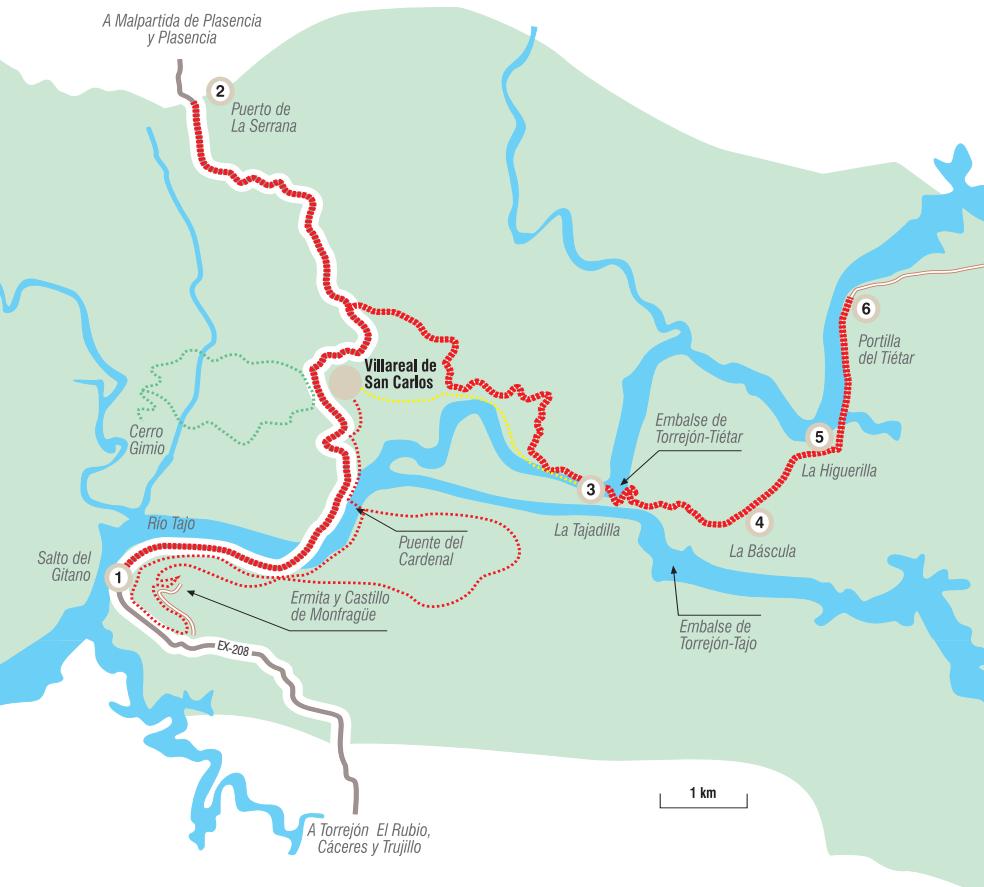 A Malpartida de Plasencia
y Plasencia
2
Puerto de
La Serrana
6
Portilla
del Tiétar
Villareal de
San Carlos
Cerro
Gimio
Embalse de
Torrejón-Tiétar
5
La Higuerilla
3
La Tajadilla
4
La Báscula
Río Tajo
Puente del
Cardenal
Salto del
Gitano
1
Ermita y Castillo
de Monfragüe
Embalse de
Torrejón-Tajo
EX-208
1 km
A Torrejón El Rubio,
Cáceres y Trujillo